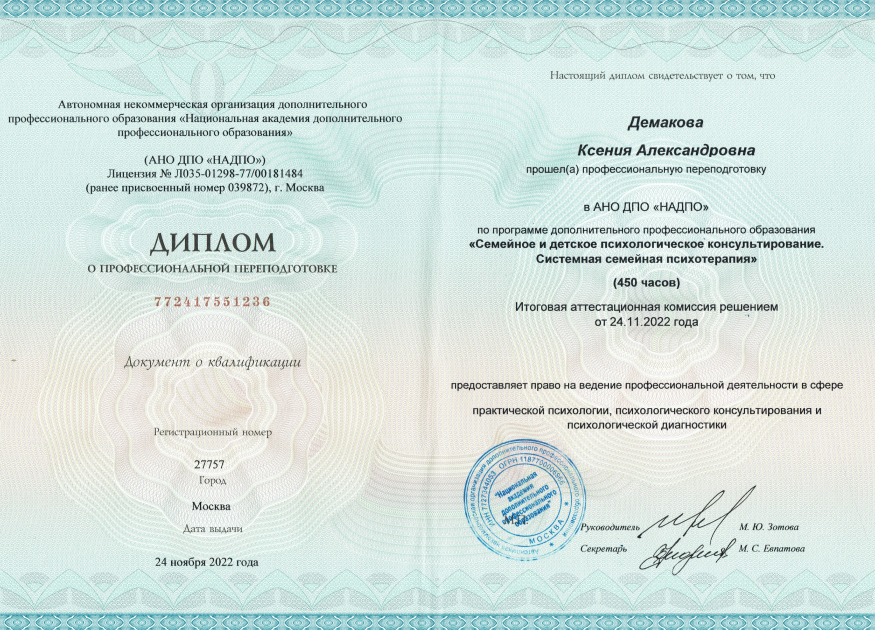 Автономная некоммерческая организация дополнительного
профессионального образования «Национальная академия дополнительного
профессионального образования»
(АНО ДПО «НАДПО»)
Лицензия № Л035-01298-77/00181484
(ранее присвоенный номер 039872), г. Москва
ДИПЛОМ
О ПРОФЕССИОНАЛЬНОЙ ПЕРЕПОДГОТОВКЕ
772417551236
Документ о квалификации
Регистрационный номер
27757
Город
Москва
Дата выдачи
24 ноября 2022 года
Настоящий диплом свидетельствует о том, что
Демакова
Ксения Александровна
прошел(а) профессиональную переподготовку
в АНО ДПО «НАДПО»
по программе дополнительного профессионального образования
«Семейное и детское психологическое консультирование.
Системная семейная психотерапия»
(450 часов)
Итоговая аттестационная комиссия решением
от 24.11.2022 года
предоставляет право на ведение профессиональной деятельности в сфере
практической психологии, психологического консультирования и
психологической диагностики
"Национальная
академия
дополнительного
профессионального
образования"
МОСКВА
М.П.
Руководитель
М. Ю. Зотова
Секретарь
М. С. Евпатова